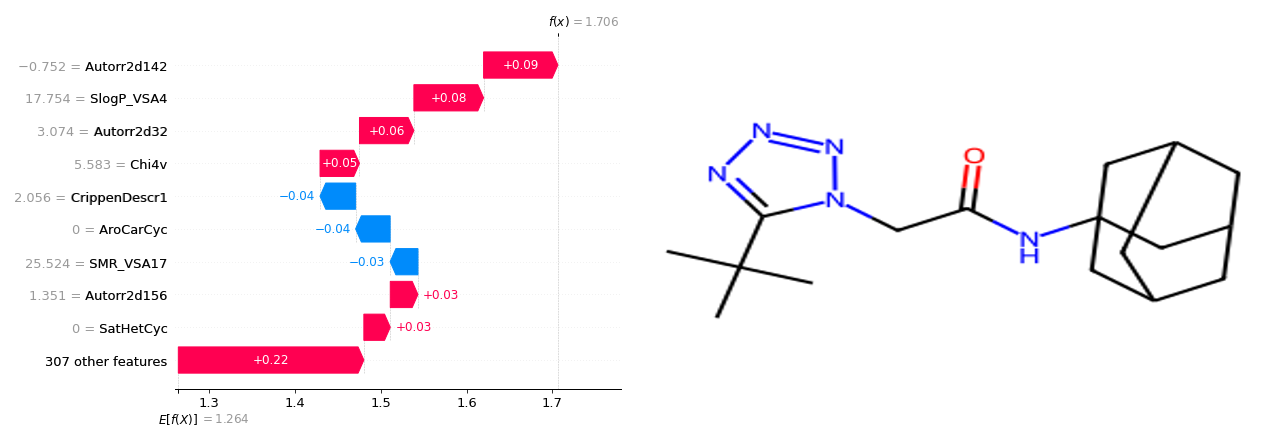 f(x) = 1.706
−0.752 = Autorr2d142
+0.09
17.754 = SlogP_VSA4
+0.08
3.074 = Autorr2d32
+0.06
5.583 = Chi4v
+0.05
2.056 = CrippenDescr1
−0.04
0 = AroCarCyc
−0.04
25.524 = SMR_VSA17
−0.03
1.351 = Autorr2d156
+0.03
0 = SatHetCyc
+0.03
307 other features
+0.22
1.3 1.4 1.5 1.6 1.7
E[f(X)] = 1.264
N N
N N
O
N
H